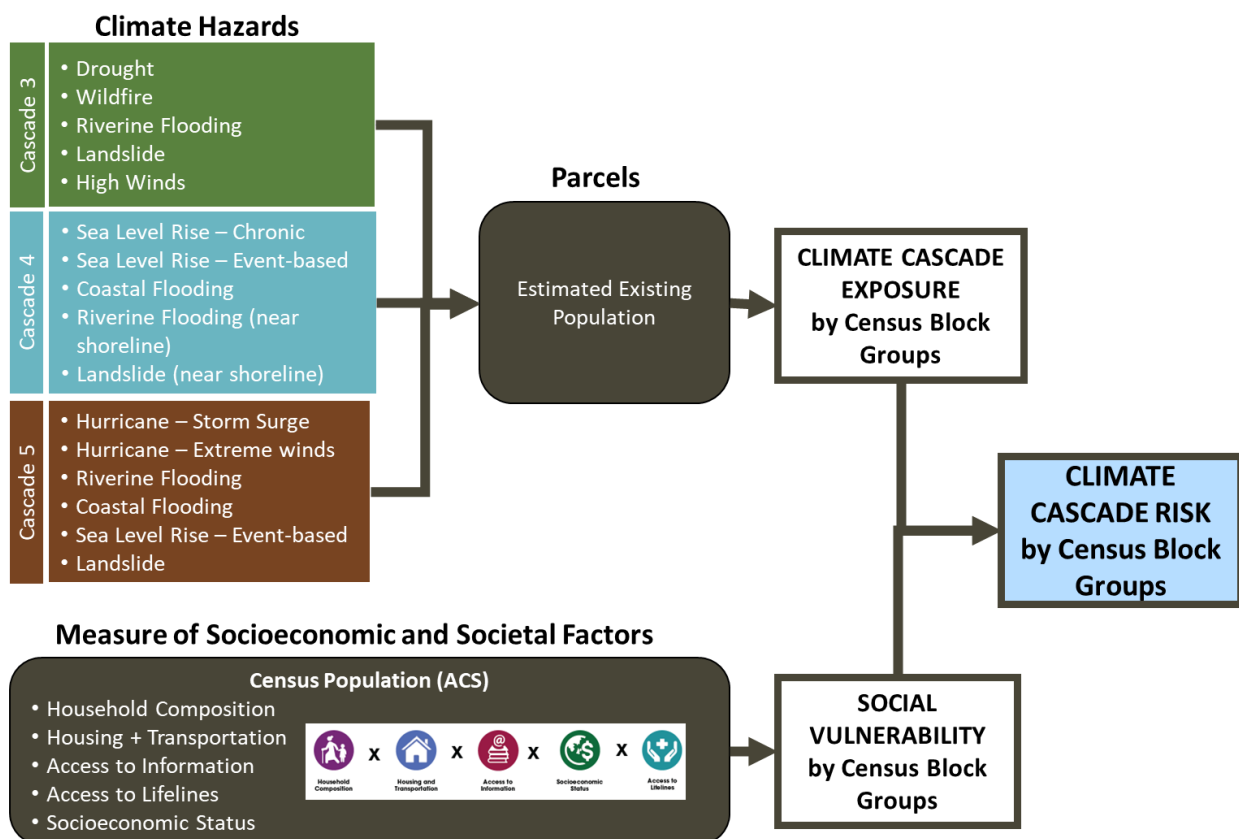 Climate Hazards
Cascade 3
• Drought
• Wildfire
• Riverine Flooding
• Landslide
• High Winds
Cascade 4
• Sea Level Rise – Chronic
• Sea Level Rise – Event-based
• Coastal Flooding
• Riverine Flooding (near
shoreline)
• Landslide (near shoreline)
Cascade 5
• Hurricane – Storm Surge
• Hurricane – Extreme winds
• Riverine Flooding
• Coastal Flooding
• Sea Level Rise – Event-based
• Landslide
Parcels
Estimated Existing
Population
CLIMATE CASCADE
EXPOSURE
by Census Block
Groups
CLIMATE
CASCADE RISK
by Census Block
Groups
Measure of Socioeconomic and Societal Factors
Census Population (ACS)
• Household Composition
• Housing + Transportation
• Access to Information
• Access to Lifelines
• Socioeconomic Status
x x x x
@
$
Household
Composition
Housing and
Transportation
Access to
Information
Socioeconomic
Status
Access to
Lifelines
SOCIAL
VULNERABILITY
by Census Block
Groups